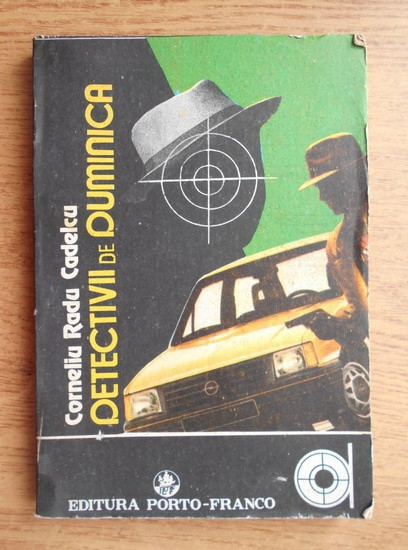 Corneliu Radu Cadelcu
DETECTIVII DE DUMINICA
EDITURA PORTO-FRANCO